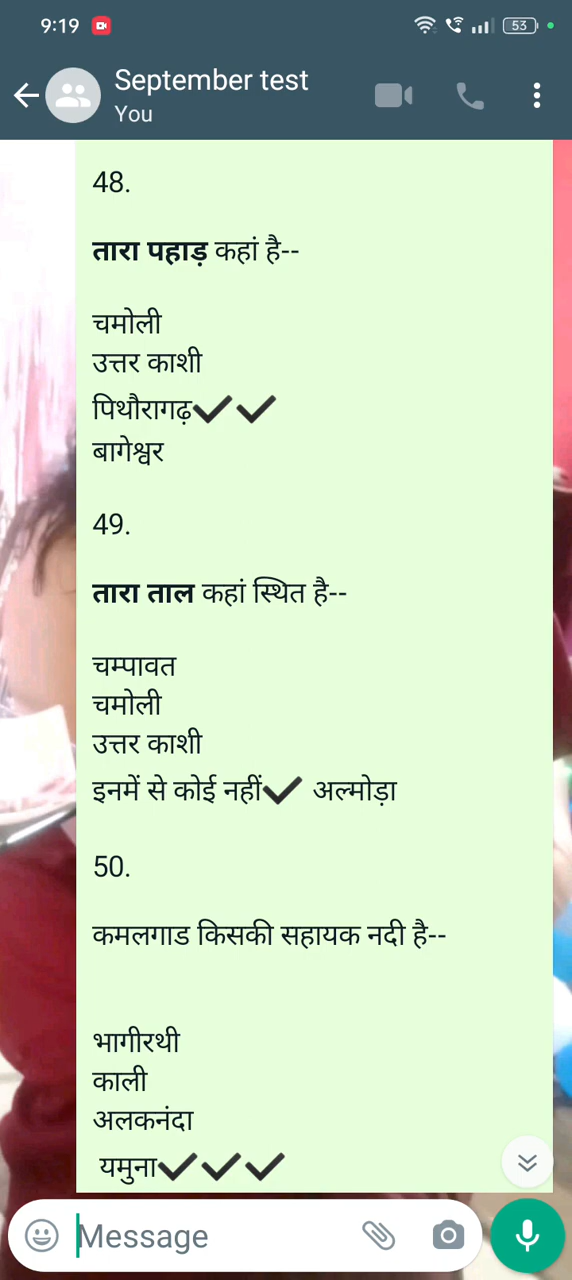 9:19
53
September test
You
48.
तारा पहाड़ कहां है--
चमोली
उत्तर काशी
पिथौरागढ़✔✔
बागेश्वर
49.
तारा ताल कहां स्थित है--
चम्पावत
चमोली
उत्तर काशी
इनमें से कोई नहीं✔ अल्मोड़ा
50.
कमलगाड किसकी सहायक नदी है--
भागीरथी
काली
अलकनंदा
यमुना✔✔✔
Message